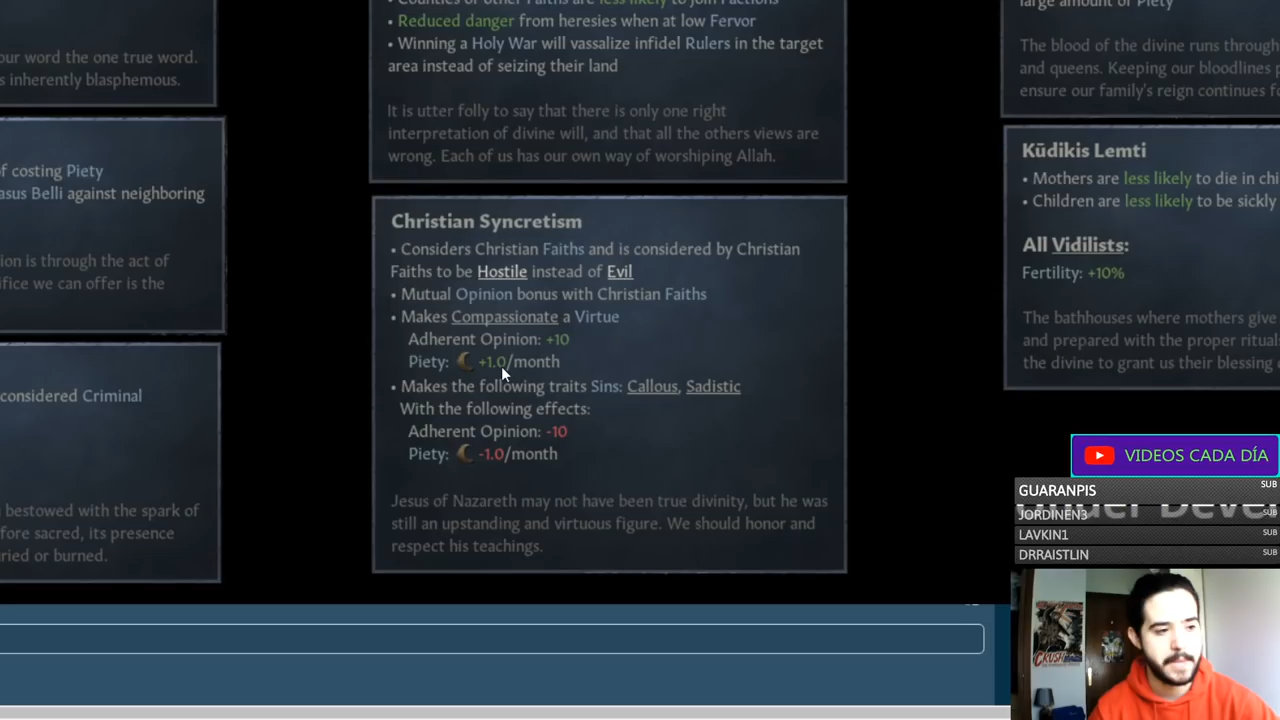 our word the one true word.
s inherently blasphemous.
f costing Piety
asus Belli against neighboring
ion is through the act of
ifice we can offer is the
considered Criminal
bestowed with the spark of
fore sacred, its presence
ried or burned.
• Counties of other Faiths are less likely to join Factions
• Reduced danger from heresies when at low Fervor
• Winning a Holy War will vassalize infidel Rulers in the target
area instead of seizing their land
It is utter folly to say that there is only one right
interpretation of divine will, and that all the others views are
wrong. Each of us has our own way of worshiping Allah.
Christian Syncretism
• Considers Christian Faiths and is considered by Christian
Faiths to be Hostile instead of Evil
• Mutual Opinion bonus with Christian Faiths
• Makes Compassionate a Virtue
Adherent Opinion: +10
Piety: +1.0/month
• Makes the following traits Sins: Callous, Sadistic
With the following effects:
Adherent Opinion: -10
Piety: -1.0/month
Jesus of Nazareth may not have been true divinity, but he was
still an upstanding and virtuous figure. We should honor and
respect his teachings.
large amount of Piety
The blood of the divine runs through
and queens. Keeping our bloodlines p
ensure our family's reign continues fo
Kūdikis Lemti
• Mothers are less likely to die in chi
• Children are less likely to be sickly
All Vidilists:
Fertility: +10%
The bathhouses where mothers give
and prepared with the proper ritual
the divine to grant us their blessing
VIDEOS CADA DÍA
GUARANPIS SUB
JORDINEN3 SUB
LAVKIN1 SUB
DRRAISTLIN SUB
CRUSH